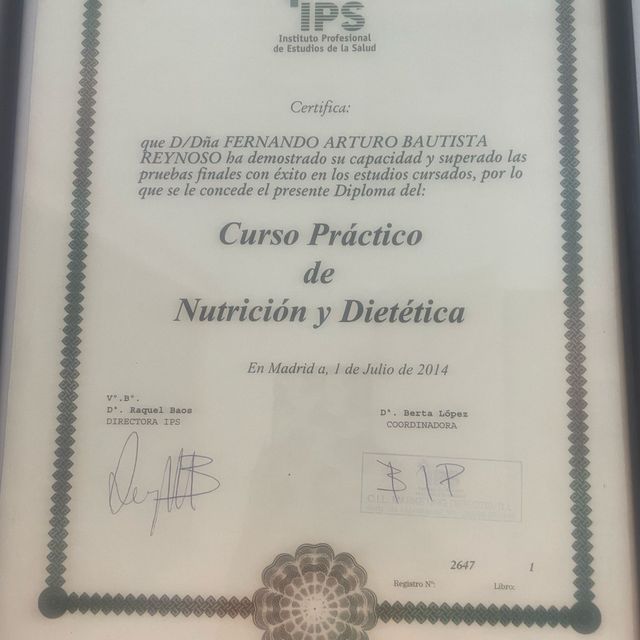 IPS
Instituto Profesional
de Estudios de la Salud
Certifica:
que D/Dña FERNANDO ARTURO BAUTISTA
REYNOSO ha demostrado su capacidad y superado las
pruebas finales con éxito en los estudios cursados, por lo
que se le concede el presente Diploma del:
Curso Práctico
de
Nutrición y Dietética
En Madrid a, 1 de Julio de 2014
Vº.Bº.
Dª. Raquel Baos
DIRECTORA IPS
Dª. Berta López
COORDINADORA
2647 1
Registro Nº: Libro: